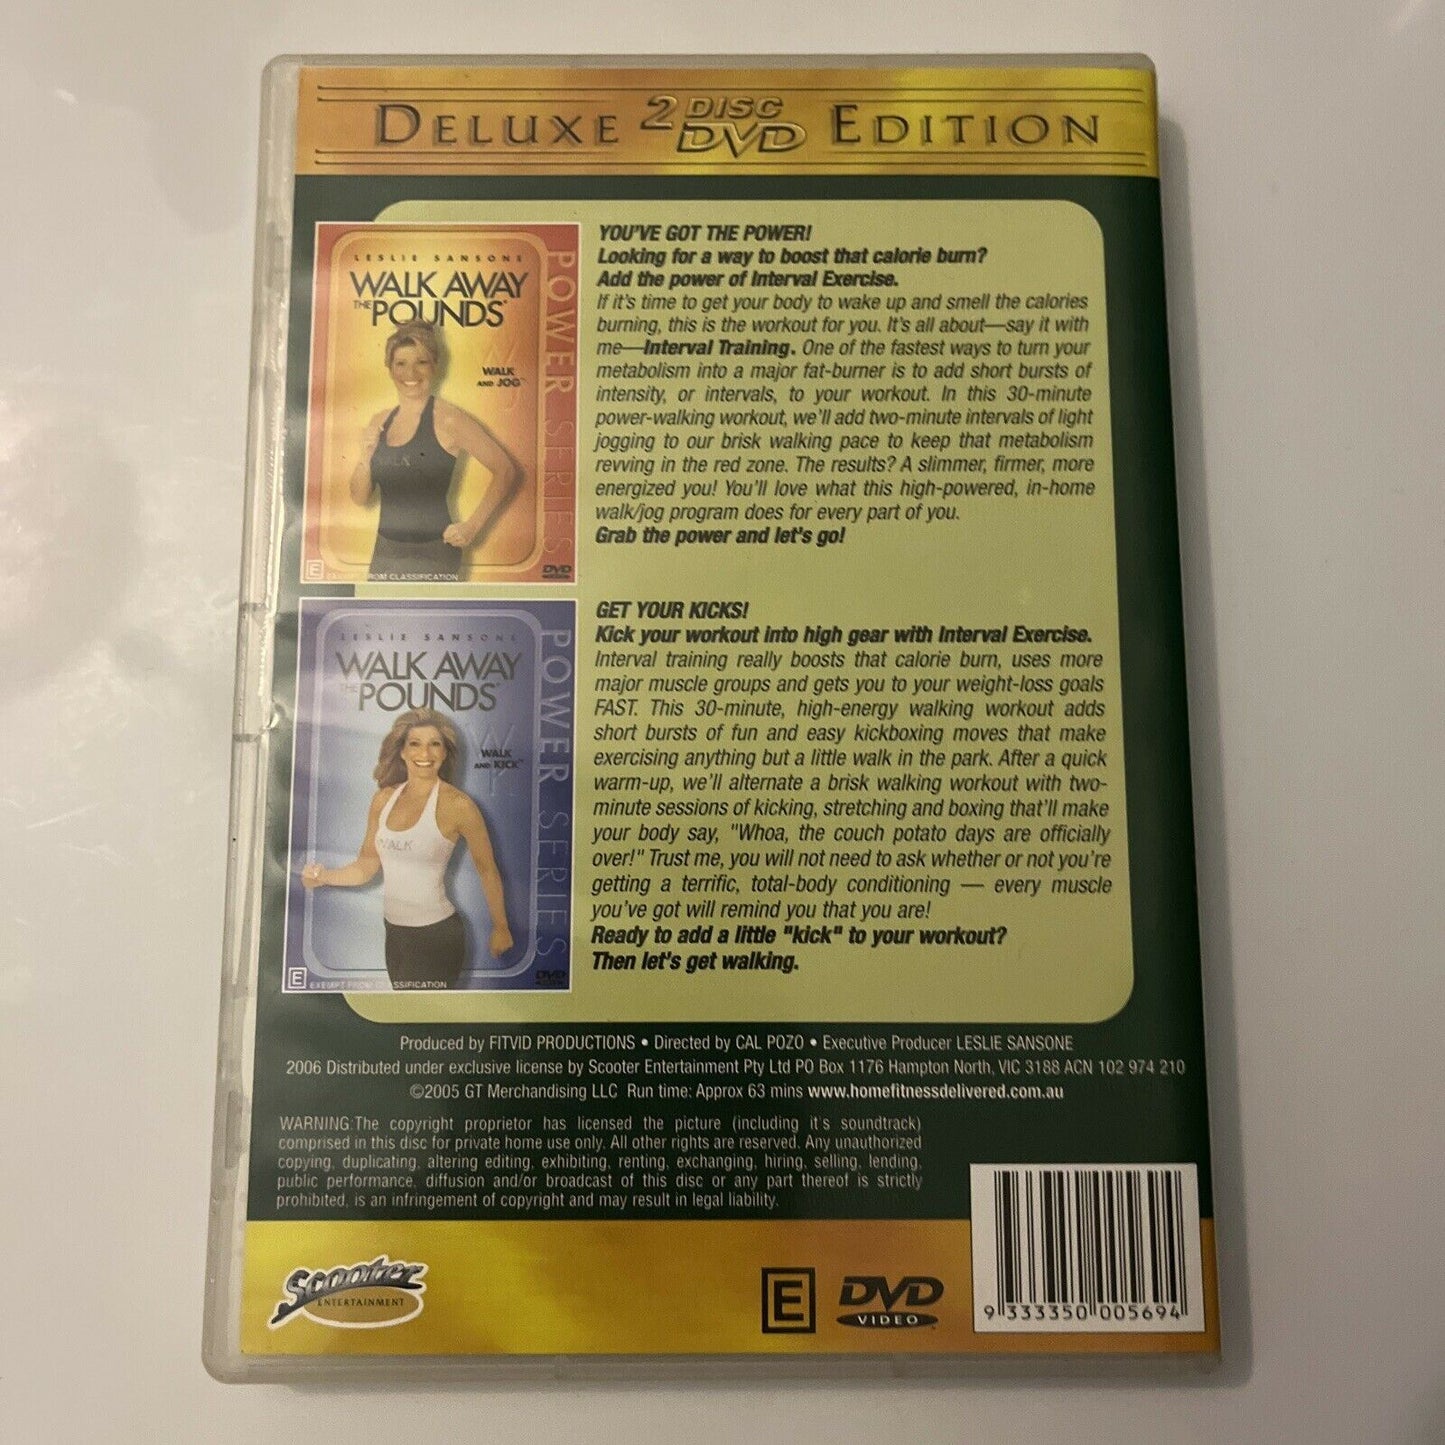 DELUXE 2 DISC DVD EDITION
LESLIE SANSONE
WALK AWAY
THE POUNDS®
WALK
AND JOG™
POWER SERIES
WALK
E
FROM CLASSIFICATION
DVD
YOU'VE GOT THE POWER!
Looking for a way to boost that calorie burn?
Add the power of Interval Exercise.
If it's time to get your body to wake up and smell the calories
burning, this is the workout for you. It's all about—say it with
me—Interval Training. One of the fastest ways to turn your
metabolism into a major fat-burner is to add short bursts of
intensity, or intervals, to your workout. In this 30-minute
power-walking workout, we'll add two-minute intervals of light
jogging to our brisk walking pace to keep that metabolism
revving in the red zone. The results? A slimmer, firmer, more
energized you! You'll love what this high-powered, in-home
walk/jog program does for every part of you.
Grab the power and let's go!
LESLIE SANSONE
WALK AWAY
THE POUNDS®
WALK
AND KICK™
POWER SERIES
WALK
E
EXEMPT FROM CLASSIFICATION
DVD
GET YOUR KICKS!
Kick your workout into high gear with Interval Exercise.
Interval training really boosts that calorie burn, uses more
major muscle groups and gets you to your weight-loss goals
FAST. This 30-minute, high-energy walking workout adds
short bursts of fun and easy kickboxing moves that make
exercising anything but a little walk in the park. After a quick
warm-up, we'll alternate a brisk walking workout with two-
minute sessions of kicking, stretching and boxing that'll make
your body say, "Whoa, the couch potato days are officially
over!" Trust me, you will not need to ask whether or not you're
getting a terrific, total-body conditioning — every muscle
you've got will remind you that you are!
Ready to add a little "kick" to your workout?
Then let's get walking.
Produced by FITVID PRODUCTIONS • Directed by CAL POZO • Executive Producer LESLIE SANSONE
2006 Distributed under exclusive license by Scooter Entertainment Pty Ltd PO Box 1176 Hampton North, VIC 3188 ACN 102 974 210
©2005 GT Merchandising LLC Run time: Approx 63 mins www.homefitnessdelivered.com.au
WARNING:The copyright proprietor has licensed the picture (including it's soundtrack)
comprised in this disc for private home use only. All other rights are reserved. Any unauthorized
copying, duplicating, altering editing, exhibiting, renting, exchanging, hiring, selling, lending,
public performance, diffusion and/or broadcast of this disc or any part thereof is strictly
prohibited, is an infringement of copyright and may result in legal liability.
Scooter
ENTERTAINMENT
E
DVD
VIDEO
9 333350 005694